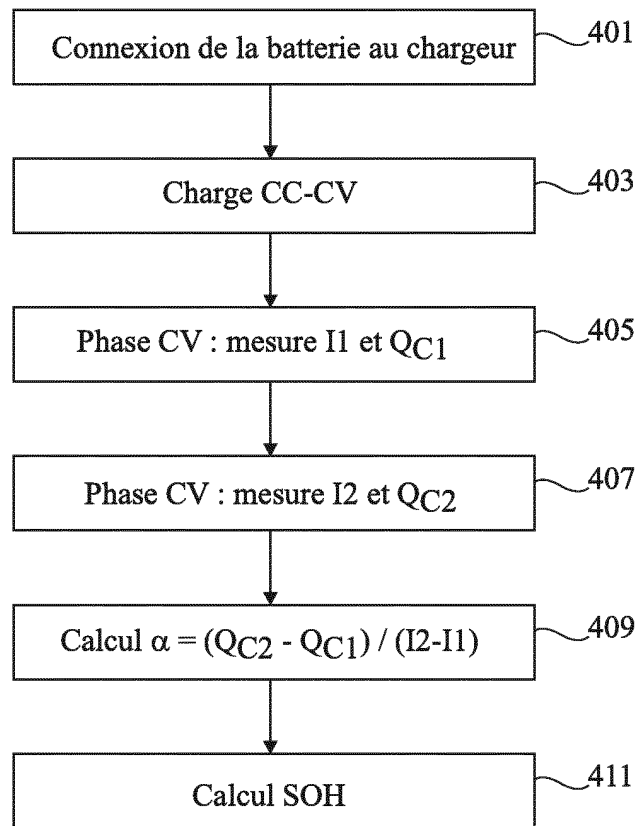 Connexion de la batterie au chargeur 401
Charge CC-CV 403
Phase CV : mesure I1 et QC1 405
Phase CV : mesure I2 et QC2 407
Calcul α = (QC2 - QC1) / (I2-I1) 409
Calcul SOH 411